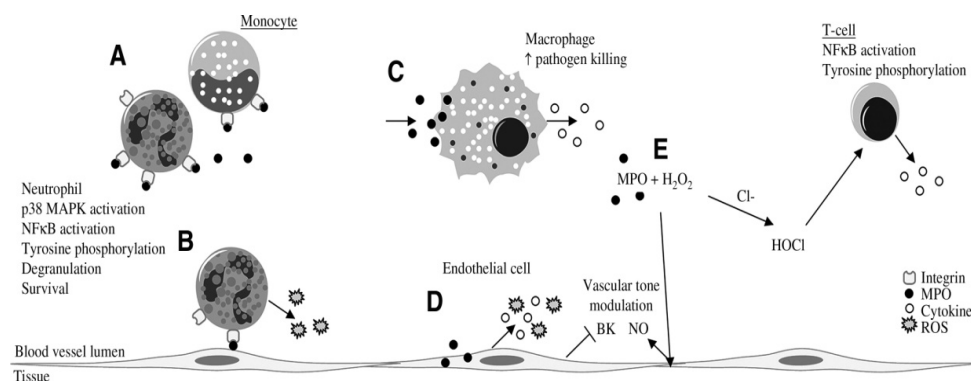 Monocyte
A
Neutrophil
p38 MAPK activation
NFκB activation
Tyrosine phosphorylation
Degranulation
Survival
B
Blood vessel lumen
Tissue
C
Macrophage
↑ pathogen killing
D
Endothelial cell
Vascular tone
modulation
BK NO
E
MPO + H₂O₂
Cl-
HOCl
T-cell
NFκB activation
Tyrosine phosphorylation
Integrin
MPO
Cytokine
ROS